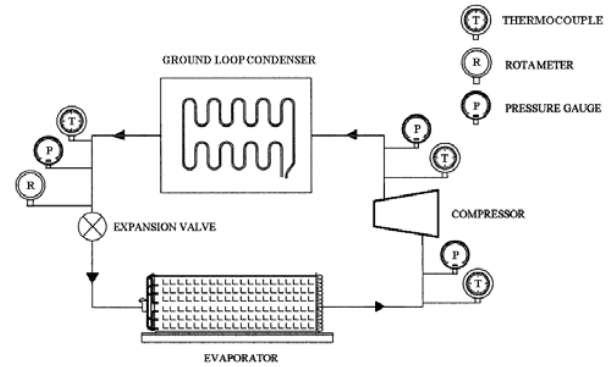 T THERMOCOUPLE
GROUND LOOP CONDENSER
R ROTAMETER
P PRESSURE GAUGE
T
P
P
T
R
COMPRESSOR
EXPANSION VALVE
P
T
EVAPORATOR